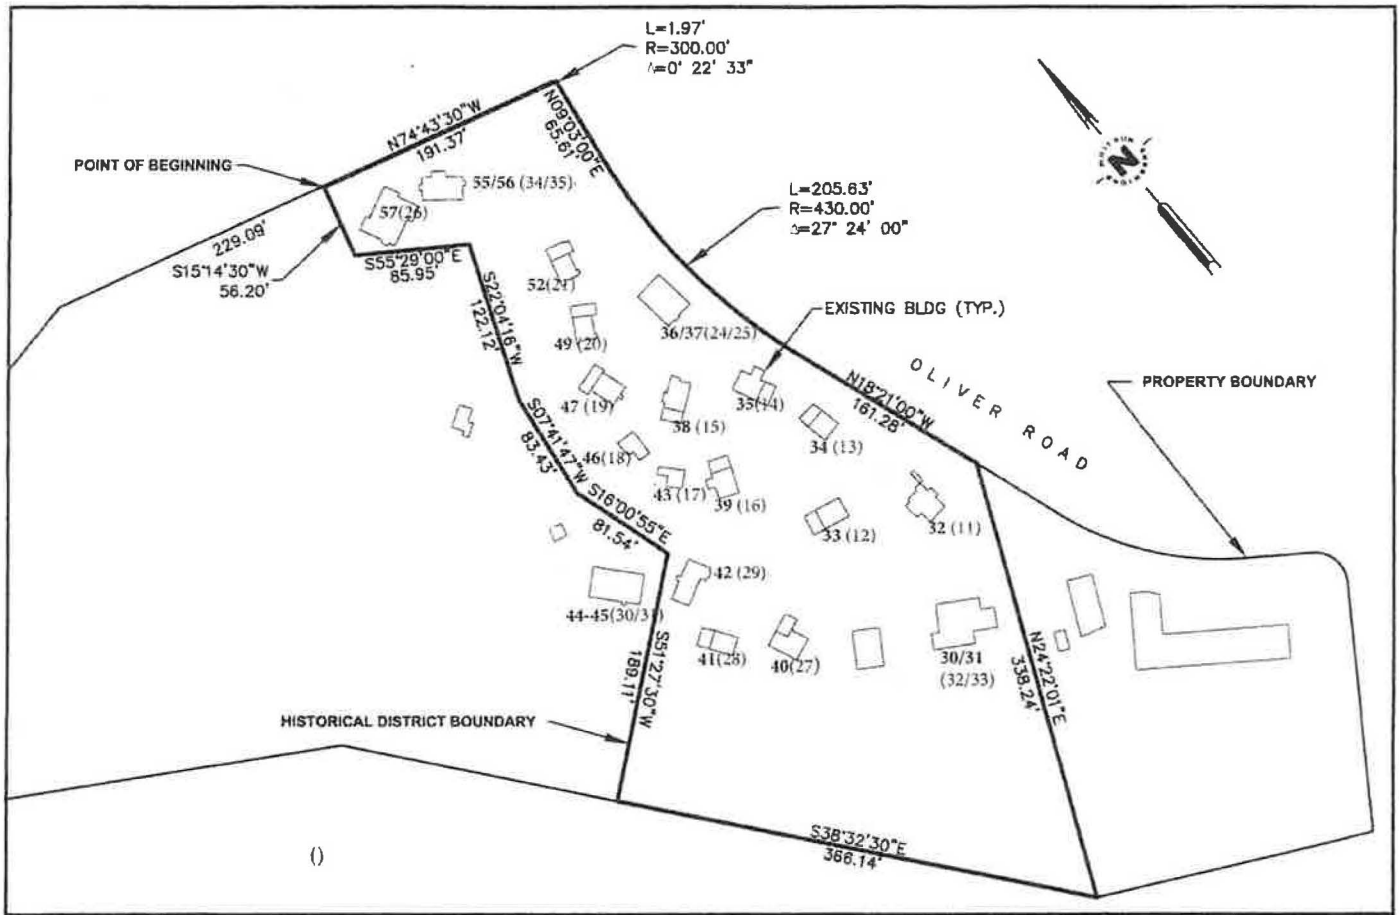 L=1.97'
R=300.00'
Δ=0° 22' 33"
N74°43'30"W
191.37'
N09°03'00"E
65.61'
POINT OF BEGINNING
55/56 (34/35)
57(26)
N
L=205.63'
R=430.00'
Δ=27° 24' 00"
229.09'
S15°14'30"W
56.20'
S55°29'00"E
85.95'
52(21)
S22°04'16"W
122.12'
36/37(24/25)
EXISTING BLDG (TYP.)
49 (20)
OLIVER ROAD
PROPERTY BOUNDARY
N18°21'00"W
161.28'
47 (19)
35(14)
38 (15)
34 (13)
S07°41'47"W
83.43'
46(18)
43 (17)
39 (16)
S16°00'55"E
81.54'
33 (12)
32 (11)
42 (29)
44-45(30/31)
41(28)
40(27)
30/31
(32/33)
N24°22'01"E
338.24'
S51°27'30"W
189.11'
HISTORICAL DISTRICT BOUNDARY
S38°32'30"E
366.14'
()